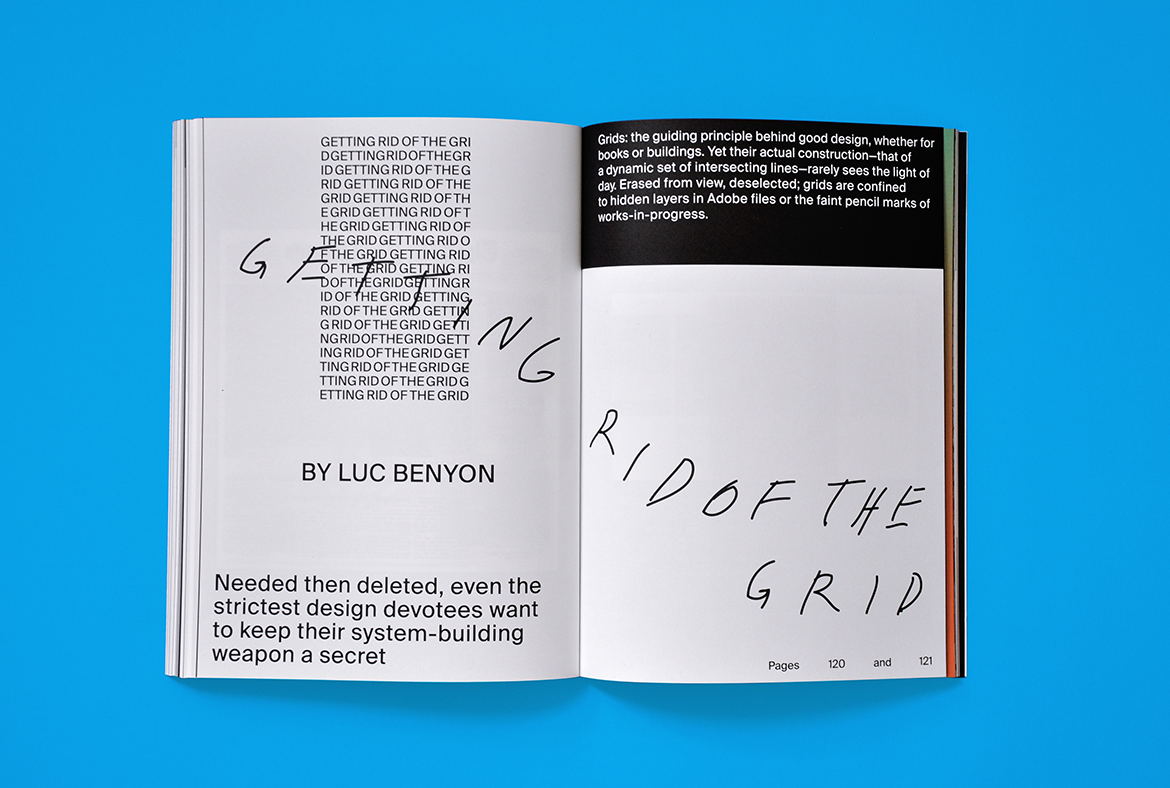 GETTING RID OF THE GRI
D GETTING RID OF THE GR
ID GETTING RID OF THE G
RID GETTING RID OF THE
GRID GETTING RID OF TH
E GRID GETTING RID OF T
HE GRID GETTING RID OF
THE GRID GETTING RID O
F THE GRID GETTING RID
OF THE GRID GETTING RI
D OF THE GRID GETTING R
ID OF THE GRID GETTING
RID OF THE GRID GETTIN
G RID OF THE GRID GETTI
NG RID OF THE GRID GETT
ING RID OF THE GRID GET
TING RID OF THE GRID GE
TTING RID OF THE GRID G
ETTING RID OF THE GRID
GETTING
BY LUC BENYON
Needed then deleted, even the
strictest design devotees want
to keep their system-building
weapon a secret
Grids: the guiding principle behind good design, whether for
books or buildings. Yet their actual construction—that of
a dynamic set of intersecting lines—rarely sees the light of
day. Erased from view, deselected; grids are confined
to hidden layers in Adobe files or the faint pencil marks of
works-in-progress.
RID OF THE
GRID
Pages 120 and 121